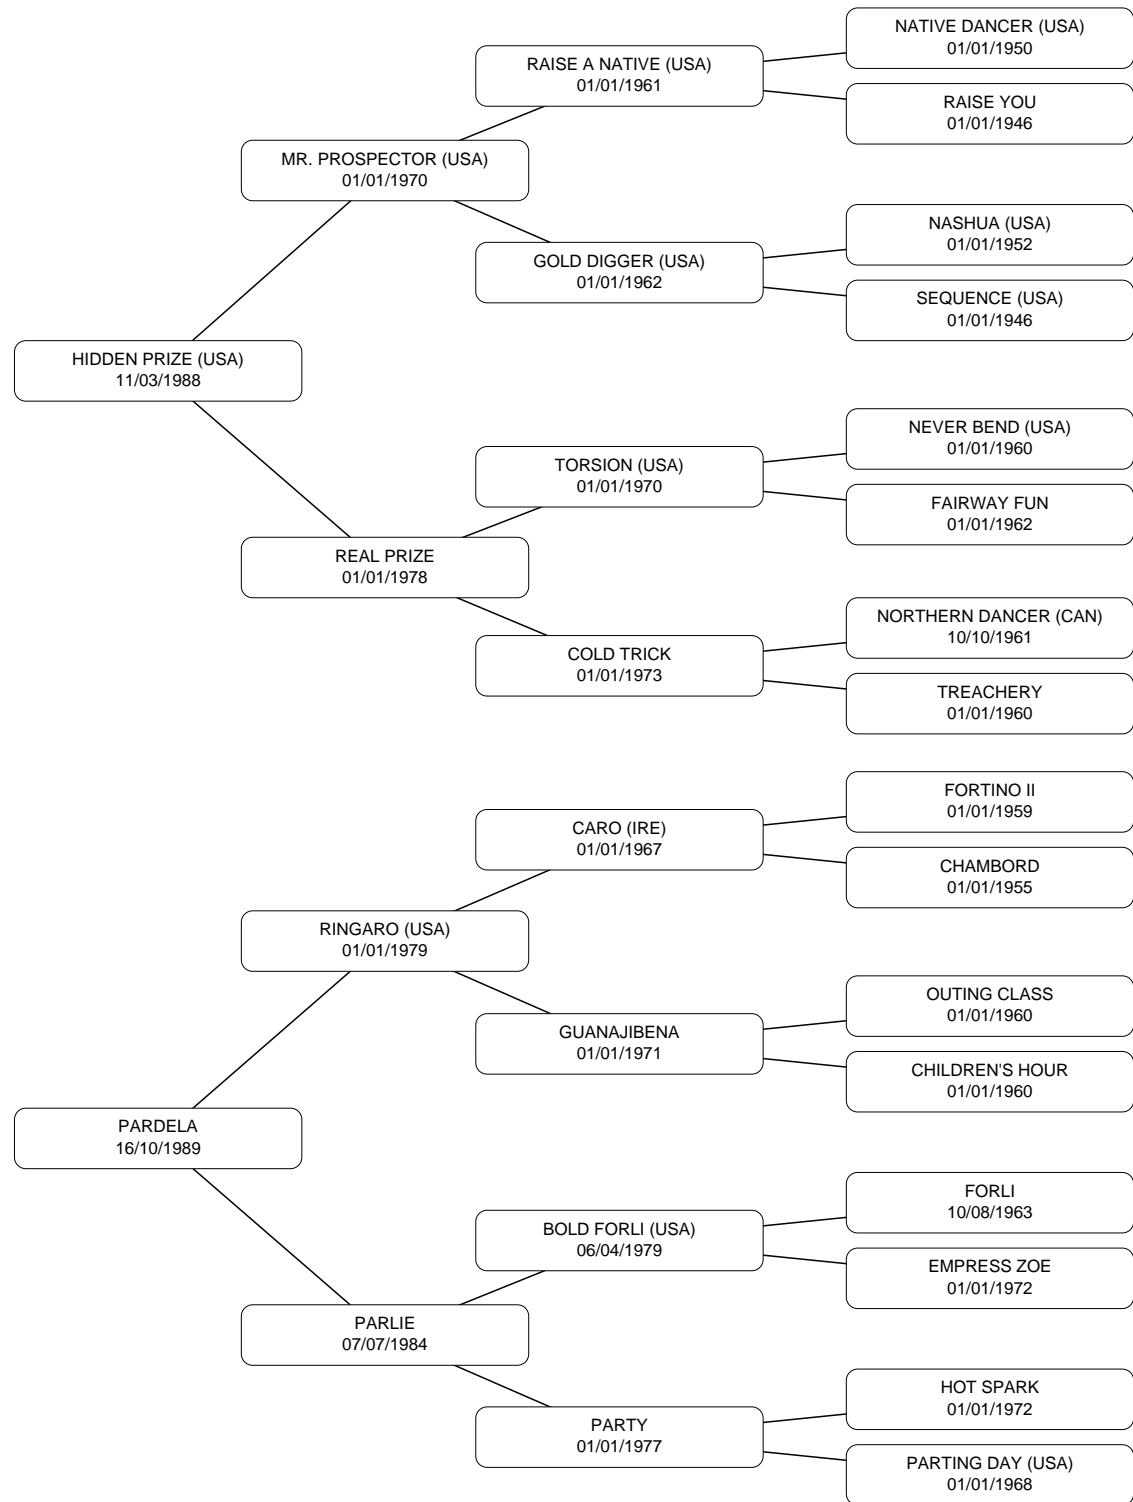 NATIVE DANCER (USA)
01/01/1950
RAISE A NATIVE (USA)
01/01/1961
RAISE YOU
01/01/1946
MR. PROSPECTOR (USA)
01/01/1970
NASHUA (USA)
01/01/1952
GOLD DIGGER (USA)
01/01/1962
SEQUENCE (USA)
01/01/1946
HIDDEN PRIZE (USA)
11/03/1988
NEVER BEND (USA)
01/01/1960
TORSION (USA)
01/01/1970
FAIRWAY FUN
01/01/1962
REAL PRIZE
01/01/1978
NORTHERN DANCER (CAN)
10/10/1961
COLD TRICK
01/01/1973
TREACHERY
01/01/1960
FORTINO II
01/01/1959
CARO (IRE)
01/01/1967
CHAMBORD
01/01/1955
RINGARO (USA)
01/01/1979
OUTING CLASS
01/01/1960
GUANAJIBENA
01/01/1971
CHILDREN'S HOUR
01/01/1960
PARDELA
16/10/1989
FORLI
10/08/1963
BOLD FORLI (USA)
06/04/1979
EMPRESS ZOE
01/01/1972
PARLIE
07/07/1984
HOT SPARK
01/01/1972
PARTY
01/01/1977
PARTING DAY (USA)
01/01/1968